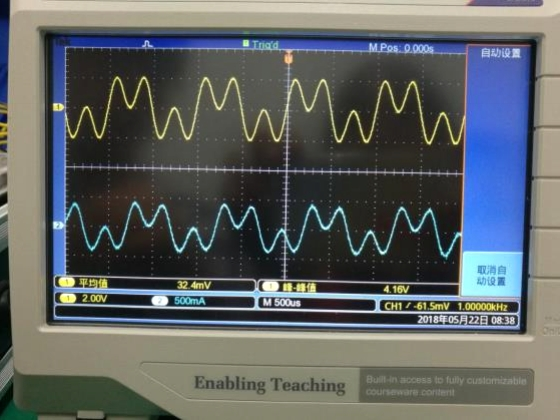 Trig'd
M Pos: 0.000s
自动设置
1
2
取消自
动设置
1 平均值 32.4mV
1 峰-峰值 4.16V
1 2.00V 2 500mA M 500us CH1 / -61.5mV 1.00000kHz
2018年05月22日 08:38
Enabling Teaching
Built-in access to fully customizable
courseware content